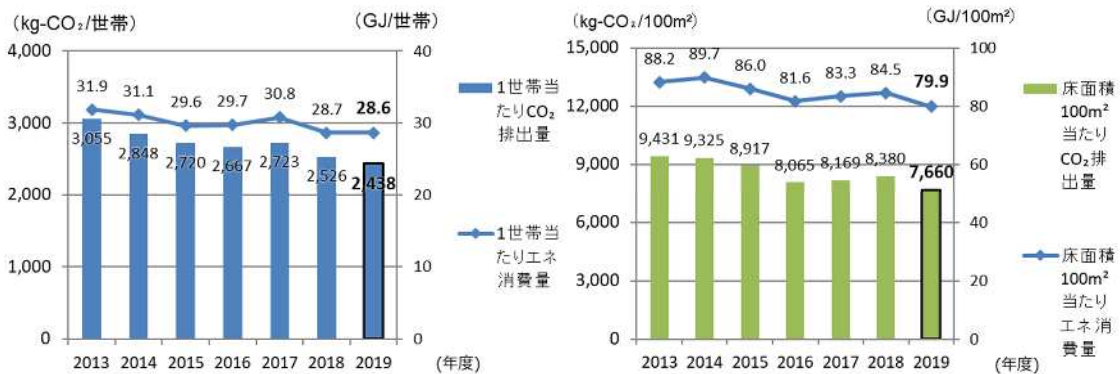 (kg-CO₂/世帯)
(GJ/世帯)
4,000
3,000
2,000
1,000
0
40
30
20
10
0
31.9
31.1
29.6
29.7
30.8
28.7
28.6
3,055
2,848
2,720
2,667
2,723
2,526
2,438
2013 2014 2015 2016 2017 2018 2019
(年度)
1世帯当
たりCO₂
排出量
1世帯当
たりエネ
消費量
(kg-CO₂/100m²)
(GJ/100m²)
15,000
12,000
9,000
6,000
3,000
0
100
80
60
40
20
0
88.2
89.7
86.0
81.6
83.3
84.5
79.9
9,431
9,325
8,917
8,065
8,169
8,380
7,660
2013 2014 2015 2016 2017 2018 2019
(年度)
床面積
100m²
当たり
CO₂排
出量
床面積
100m²
当たり
エネ消
費量